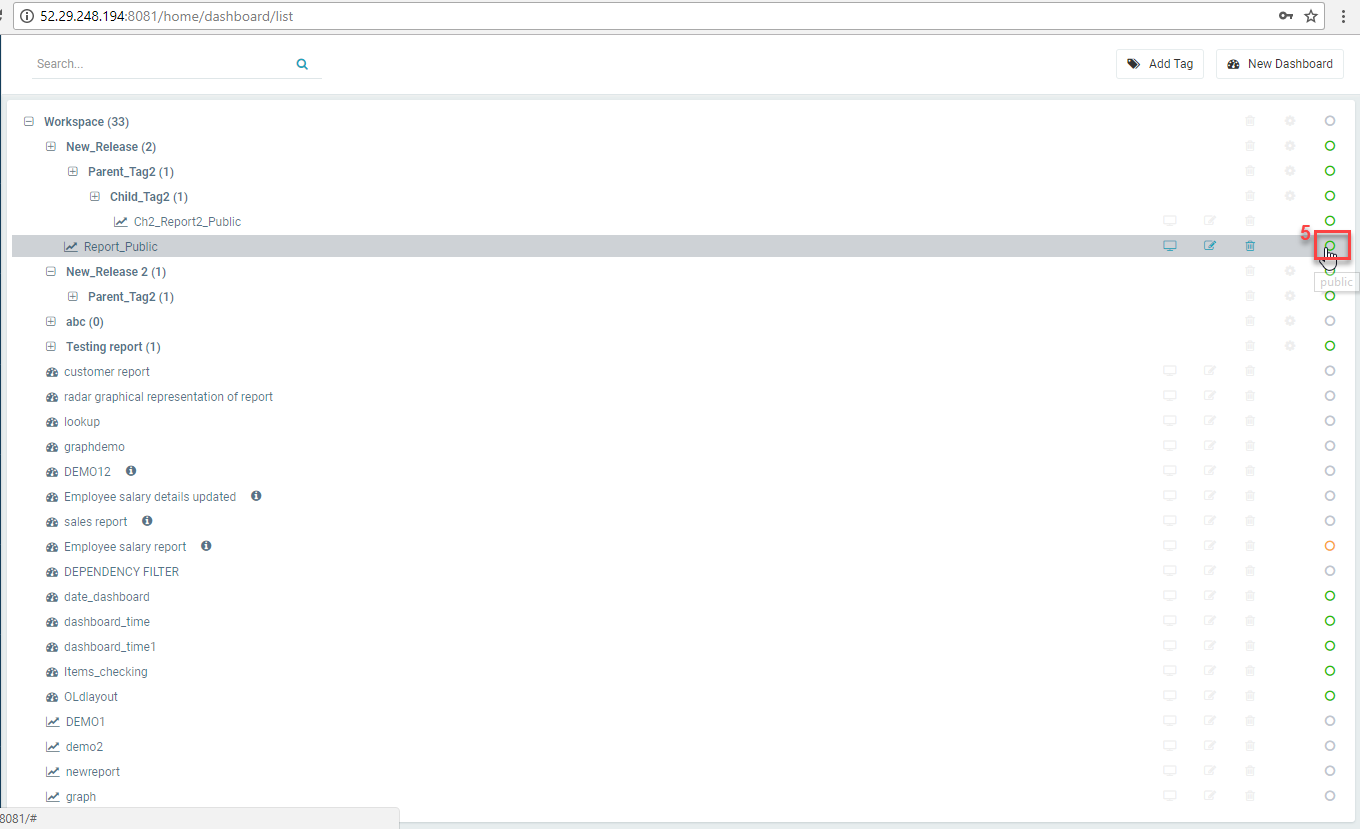 52.29.248.194:8081/home/dashboard/list
Search...
Add Tag
New Dashboard
Workspace (33)
New_Release (2)
Parent_Tag2 (1)
Child_Tag2 (1)
Ch2_Report2_Public
Report_Public
5
New_Release 2 (1)
public
Parent_Tag2 (1)
abc (0)
Testing report (1)
customer report
radar graphical representation of report
lookup
graphdemo
DEMO12
Employee salary details updated
sales report
Employee salary report
DEPENDENCY FILTER
date_dashboard
dashboard_time
dashboard_time1
Items_checking
OLdlayout
DEMO1
demo2
newreport
graph
8081/#